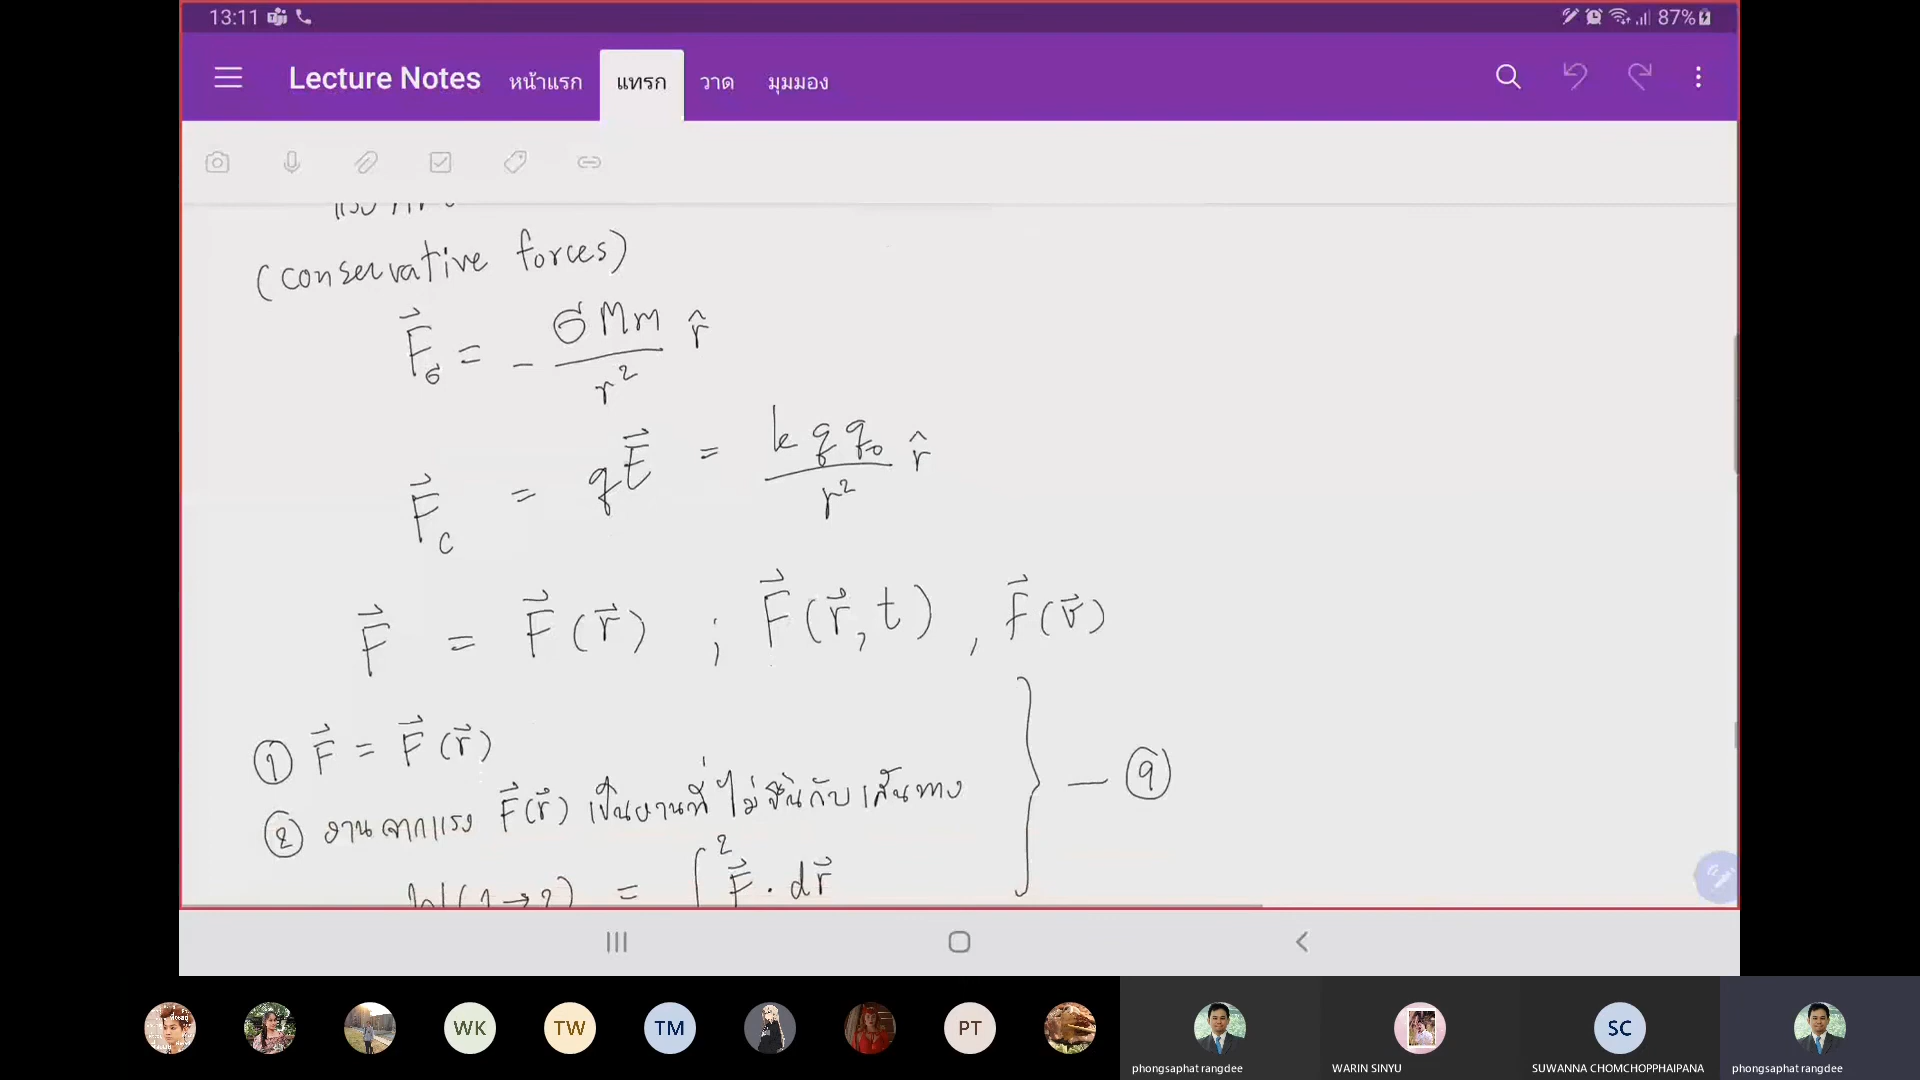 13:11
87%
Lecture Notes หน้าแรก แทรก วาด มุมมอง
(conservative forces)
F⃗_G = - GMm/r² r̂
F⃗_C = qE⃗ = kqq₀/r² r̂
F⃗ = F⃗(r⃗) ; F⃗(r⃗,t) , F⃗(v⃗)
① F⃗ = F⃗(r⃗)
② งานจากแรง F⃗(r⃗) เป็นงานที่ไม่ขึ้นกับเส้นทาง
— ⑨
W(1→2) = ∫² F⃗ · dr⃗
WK TW TM PT SC
phongsaphat rangdee WARIN SINYU SUWANNA CHOMCHOPPHAIPANA phongsaphat rangdee